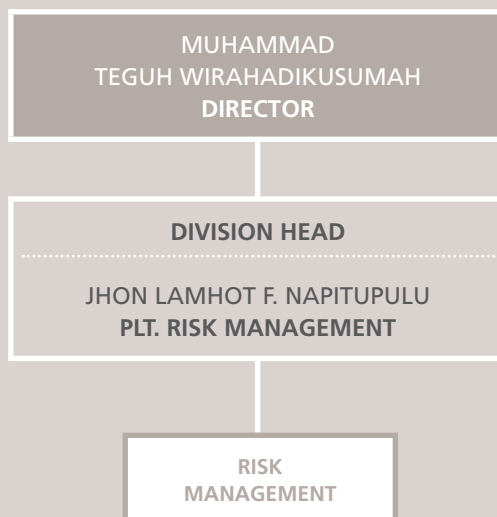 MUHAMMAD
TEGUH WIRAHADIKUSUMAH
DIRECTOR
DIVISION HEAD
JHON LAMHOT F. NAPITUPULU
PLT. RISK MANAGEMENT
RISK
MANAGEMENT